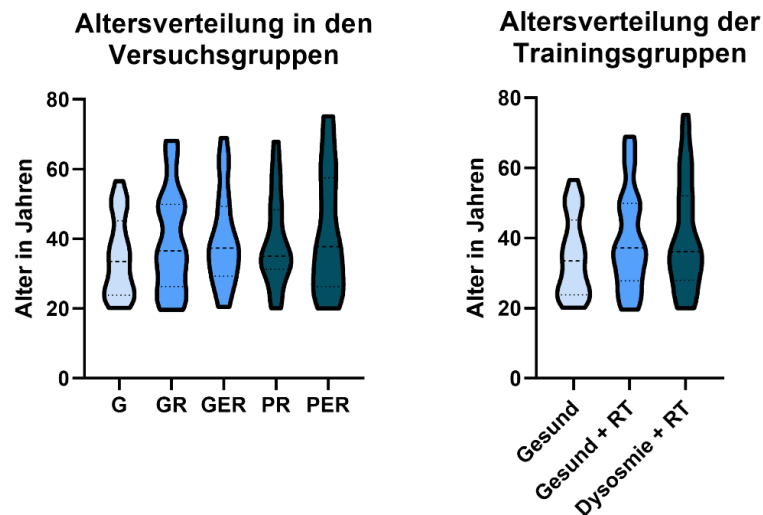 Altersverteilung in den
Versuchsgruppen
Alter in Jahren
80
60
40
20
0
G GR GER PR PER
Altersverteilung der
Trainingsgruppen
Alter in Jahren
80
60
40
20
0
Gesund
Gesund + RT
Dysosmie + RT